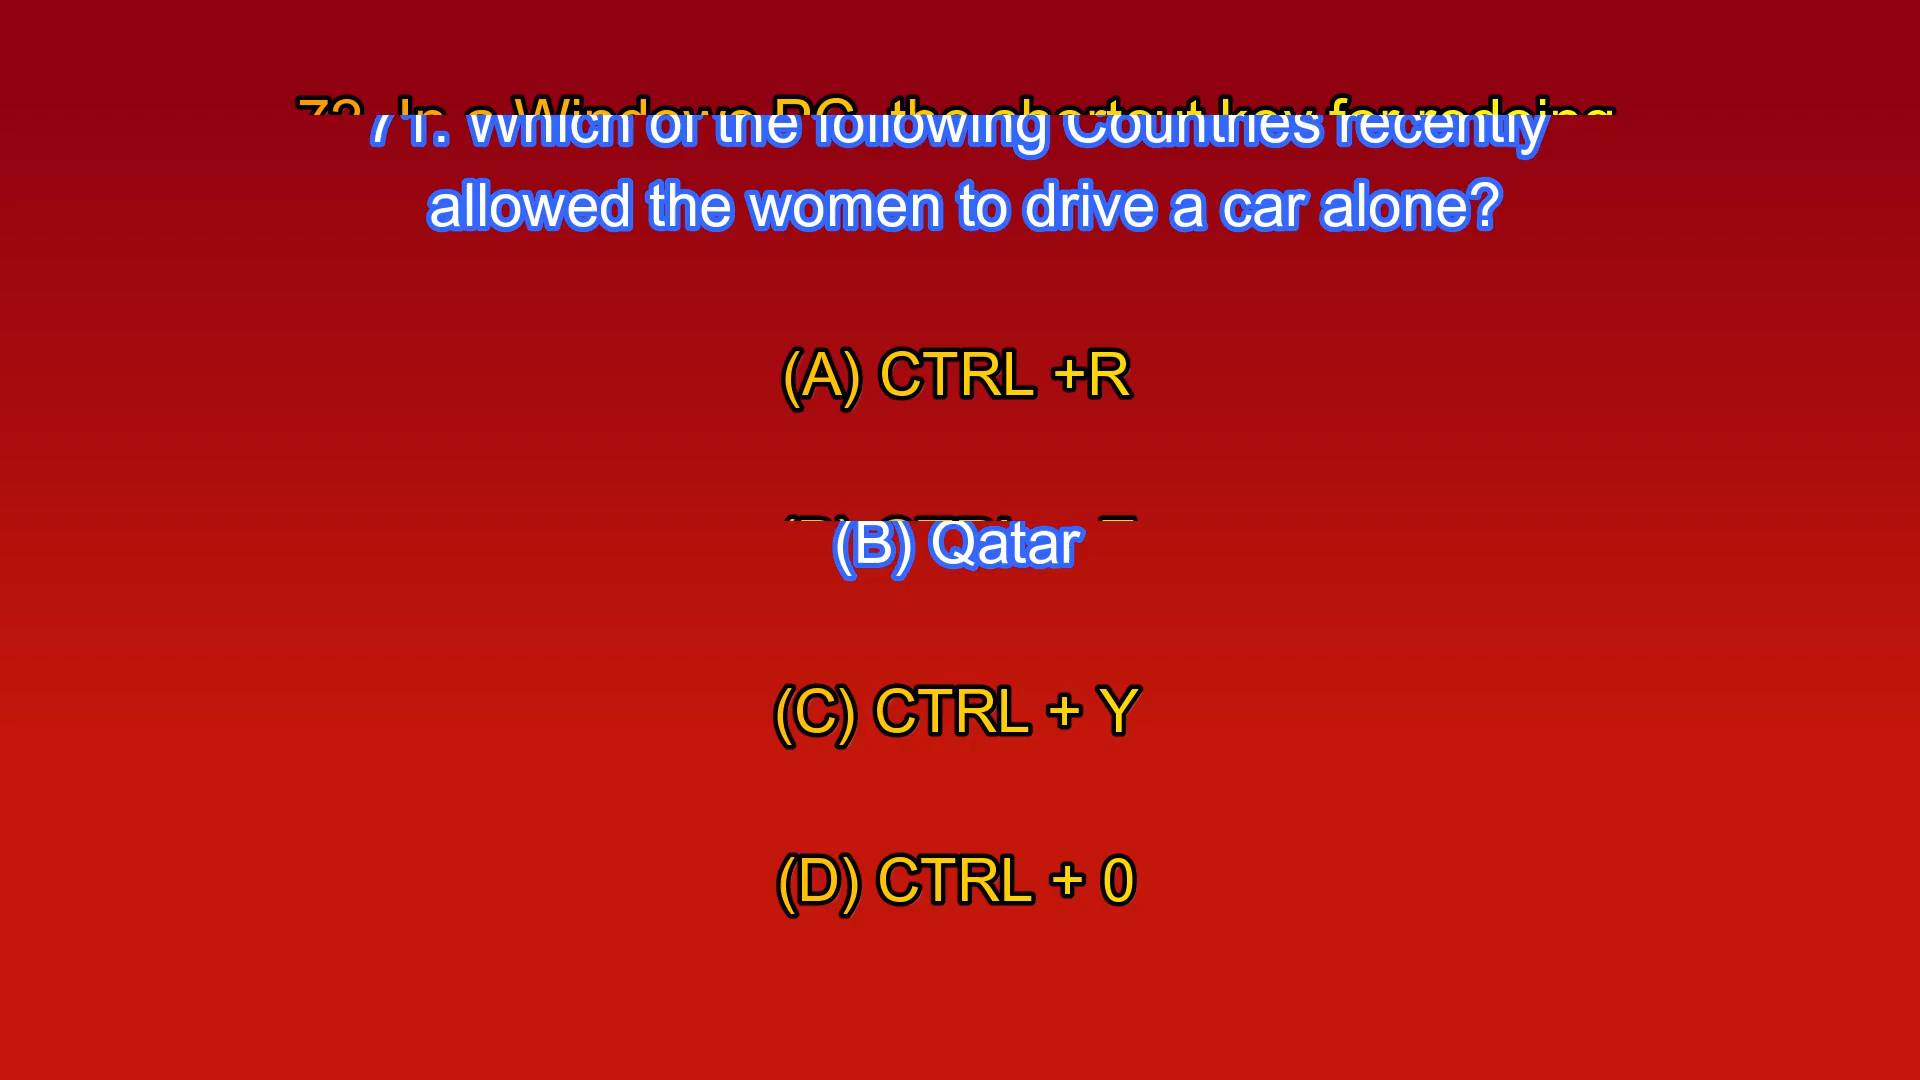 71. Which of the following Countries recently
allowed the women to drive a car alone?
(A) CTRL +R
(B) Qatar
(C) CTRL + Y
(D) CTRL + 0